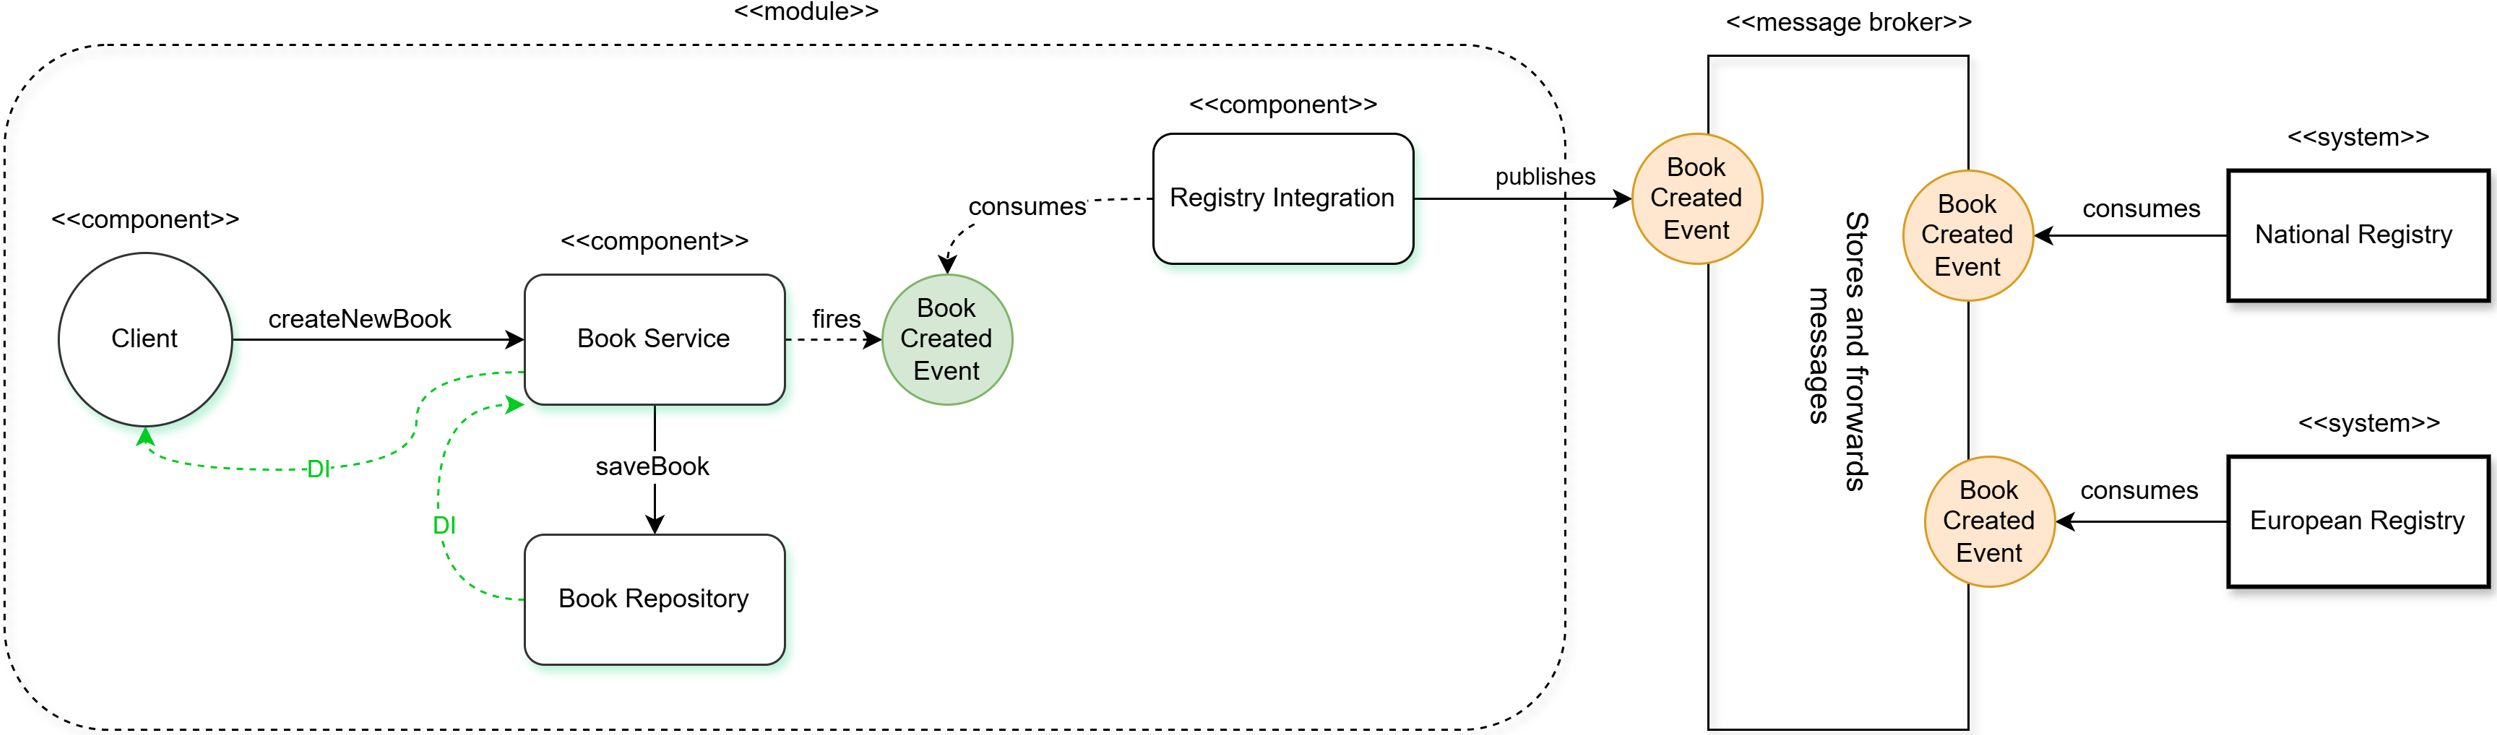 <<module>>
<<message broker>>
<<component>>
<<system>>
Book
Created
Event
publishes
Registry Integration
consumes
Book
Created
Event
consumes
National Registry
<<component>>
<<component>>
Client
createNewBook
Book Service
fires
Book
Created
Event
Stores and frorwards
messages
<<system>>
DI
saveBook
DI
Book
Created
Event
consumes
European Registry
Book Repository